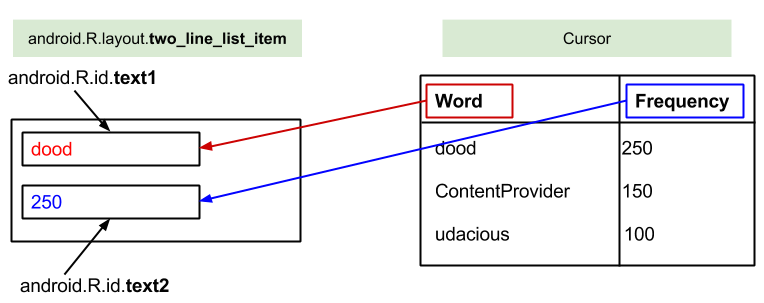 android.R.layout.two_line_list_item
android.R.id.text1
dood
250
android.R.id.text2
Cursor
Word Frequency
dood 250
ContentProvider 150
udacious 100